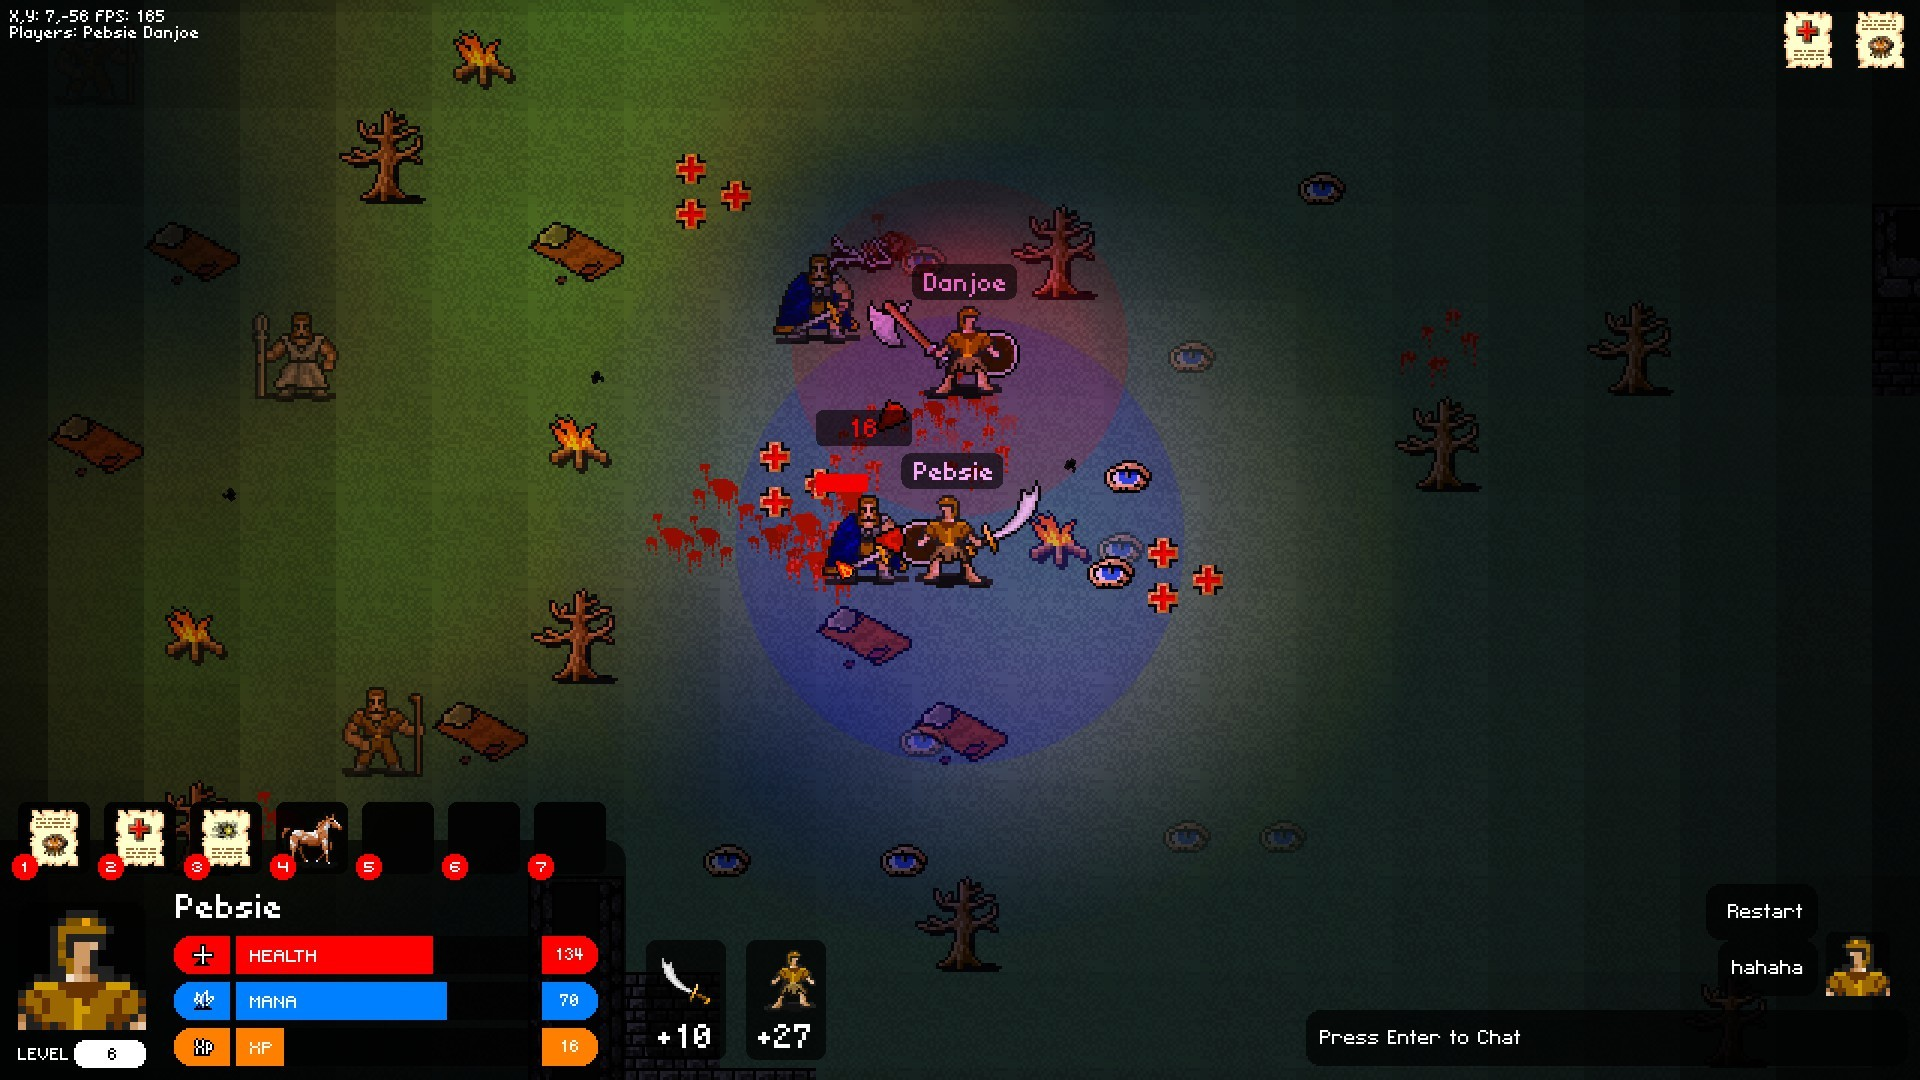 X,Y: 7,-56 FPS: 165
Players: Pebsie Danjoe
Danjoe
16
Pebsie
1
2
3
4
5
6
7
Pebsie
HEALTH
134
MANA
70
XP
XP
16
LEVEL
6
+10
+27
Restart
hahaha
Press Enter to Chat